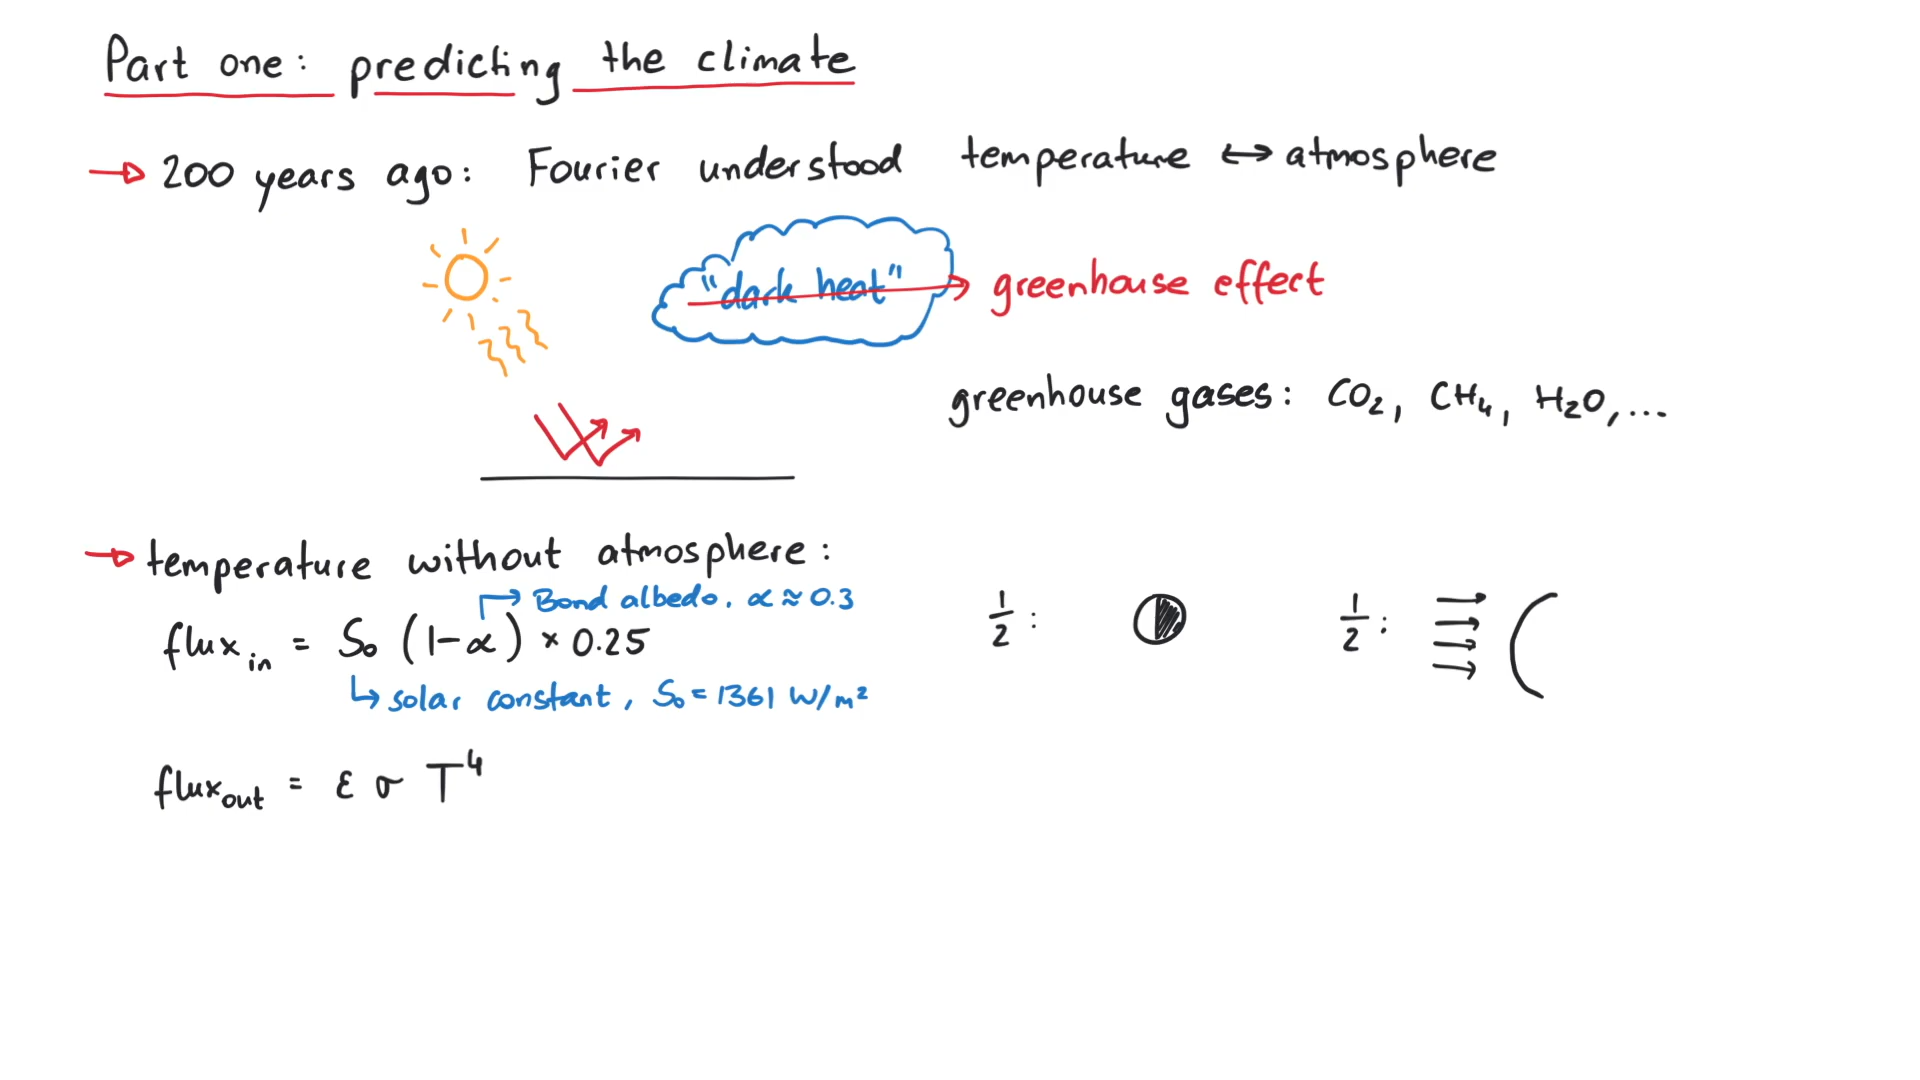 Part one: predicting the climate
→ 200 years ago: Fourier understood temperature ↔ atmosphere
"dark heat" → greenhouse effect
greenhouse gases: CO₂, CH₄, H₂O, ...
→ temperature without atmosphere:
↱ Bond albedo, α ≈ 0.3
flux_in = S₀ (1-α) × 0.25
↳ solar constant, S₀ = 1361 W/m²
1/2 :
1/2 :
flux_out = ε σ T⁴